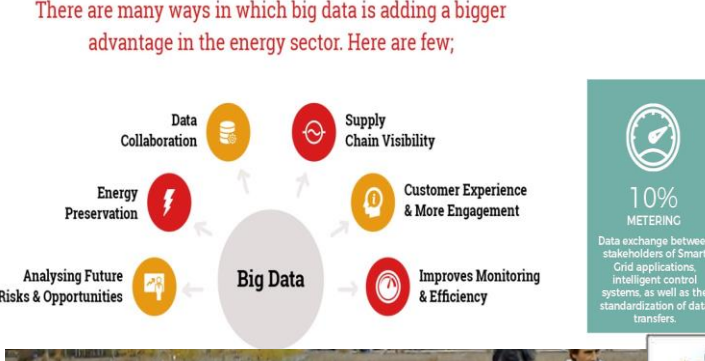 There are many ways in which big data is adding a bigger
advantage in the energy sector. Here are few;
Data
Collaboration
Supply
Chain Visibility
Energy
Preservation
Customer Experience
& More Engagement
Analysing Future
Risks & Opportunities
Big Data
Improves Monitoring
& Efficiency
10%
METERING
Data exchange between
stakeholders of Smart
Grid applications,
intelligent control
systems, as well as the
standardization of data
transfers.